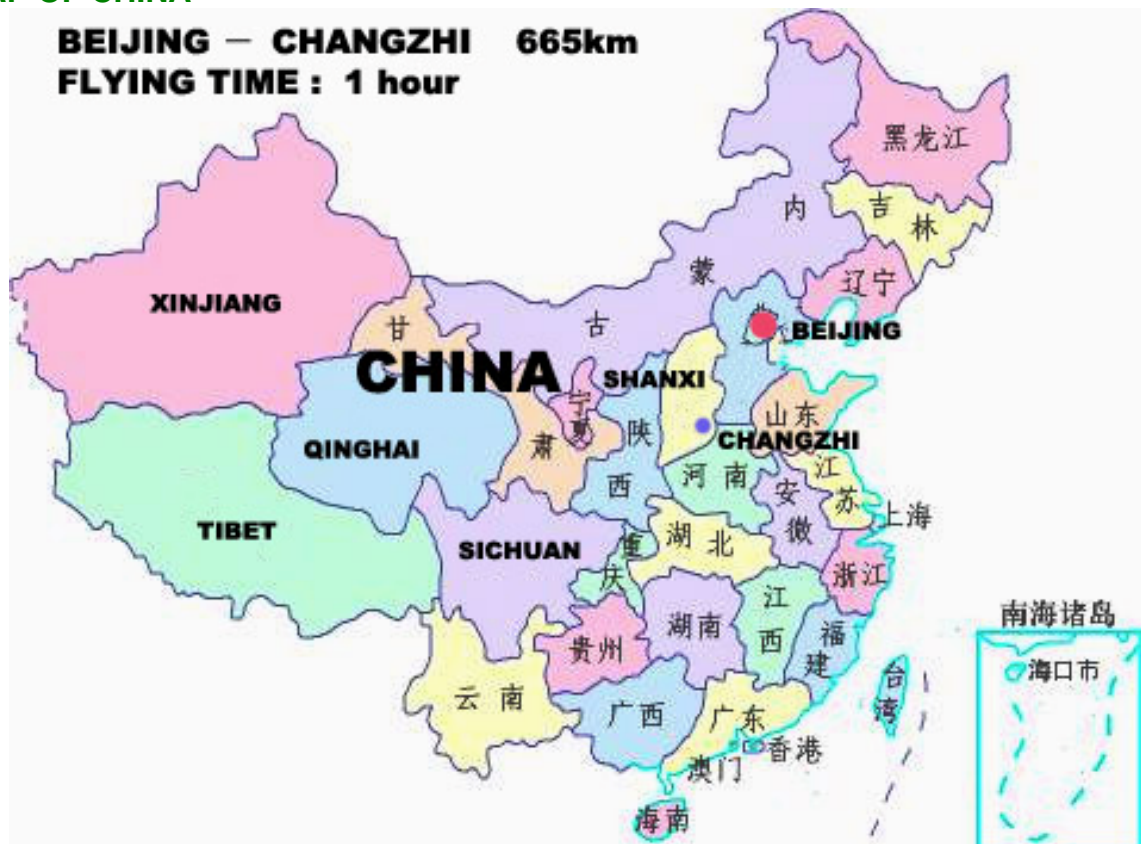 BEIJING — CHANGZHI 665km
FLYING TIME : 1 hour
黑龙江
内
吉
林
蒙
辽宁
XINJIANG
甘
古
BEIJING
CHINA
SHANXI
宁
夏
山东
QINGHAI
肃
陕
CHANGZHI
西
河南
江
苏
安
徽
上海
TIBET
SICHUAN
重
庆
湖北
浙江
江
西
南海诸岛
湖南
福
建
贵州
海口市
台
湾
云南
广西
广东
香港
澳门
海南